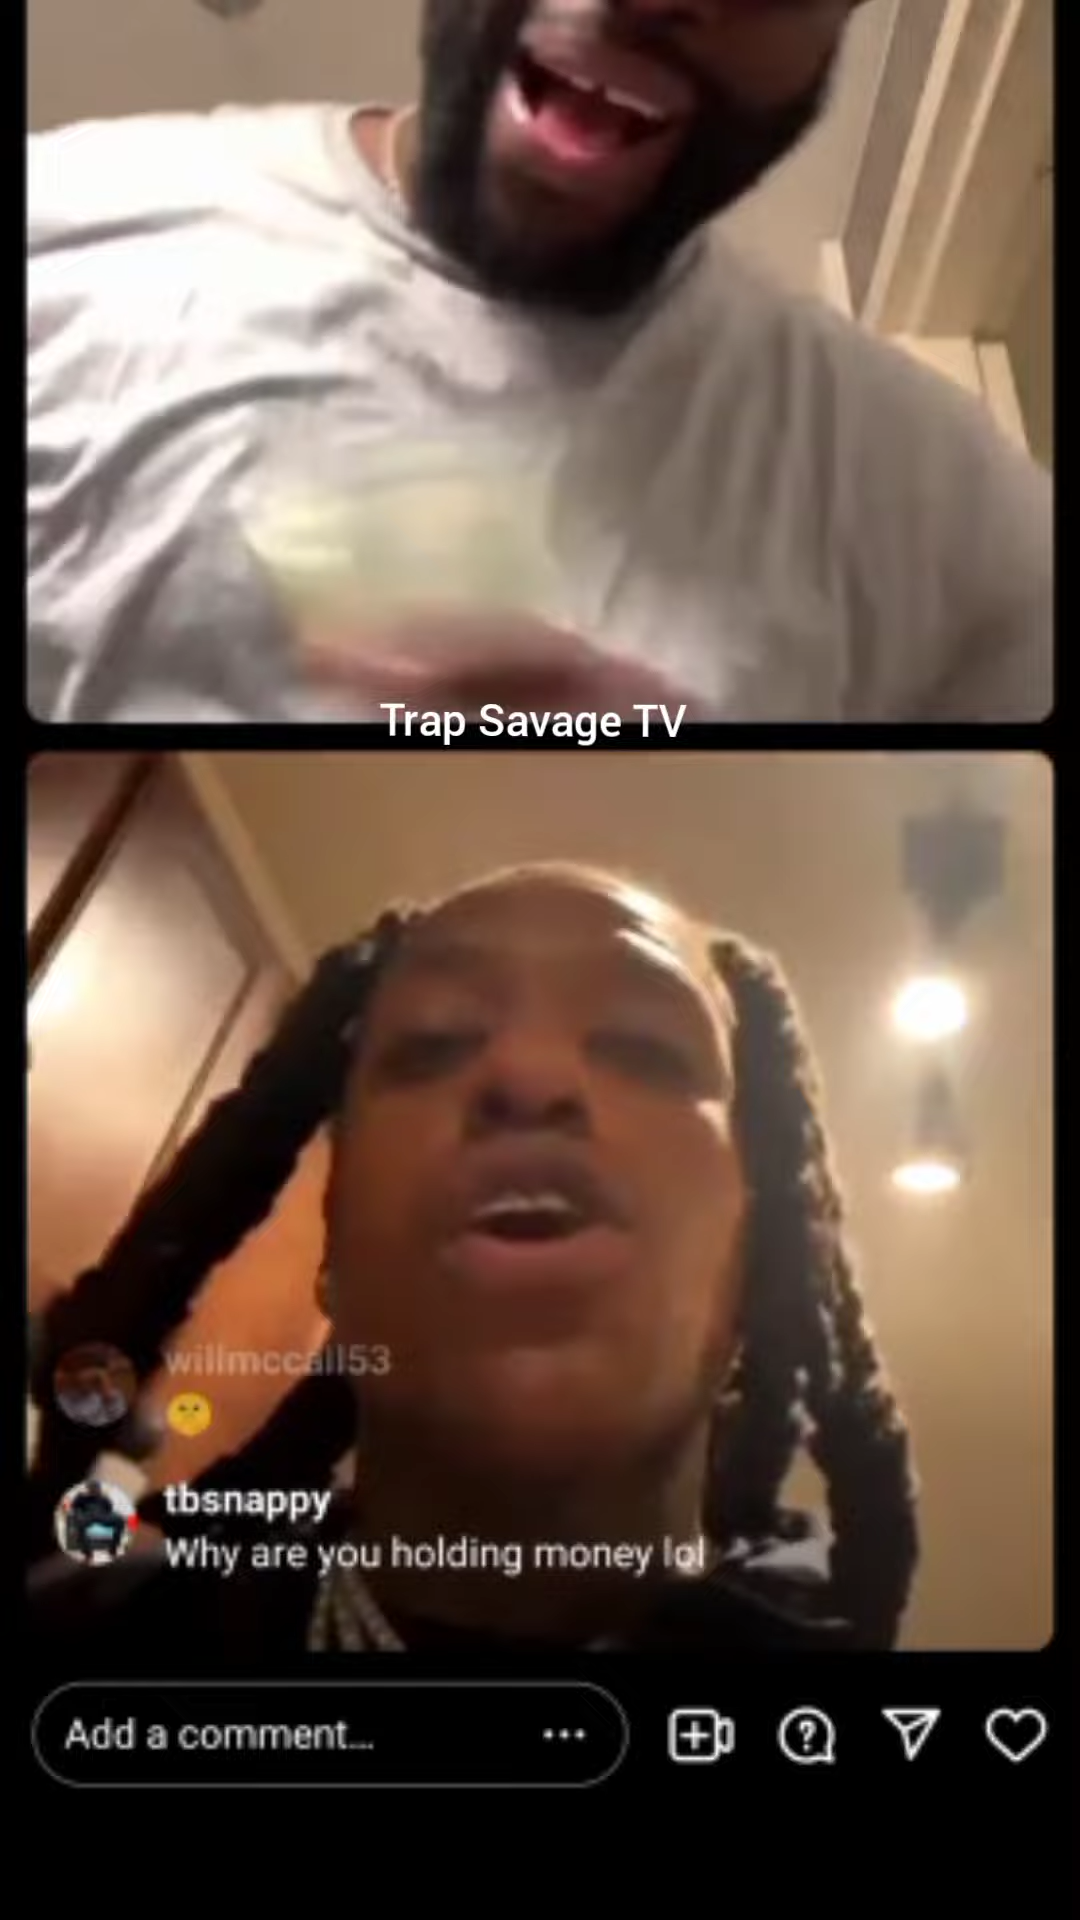 Trap Savage TV
willmccall53
🤫
tbsnappy
Why are you holding money lol
Add a comment...